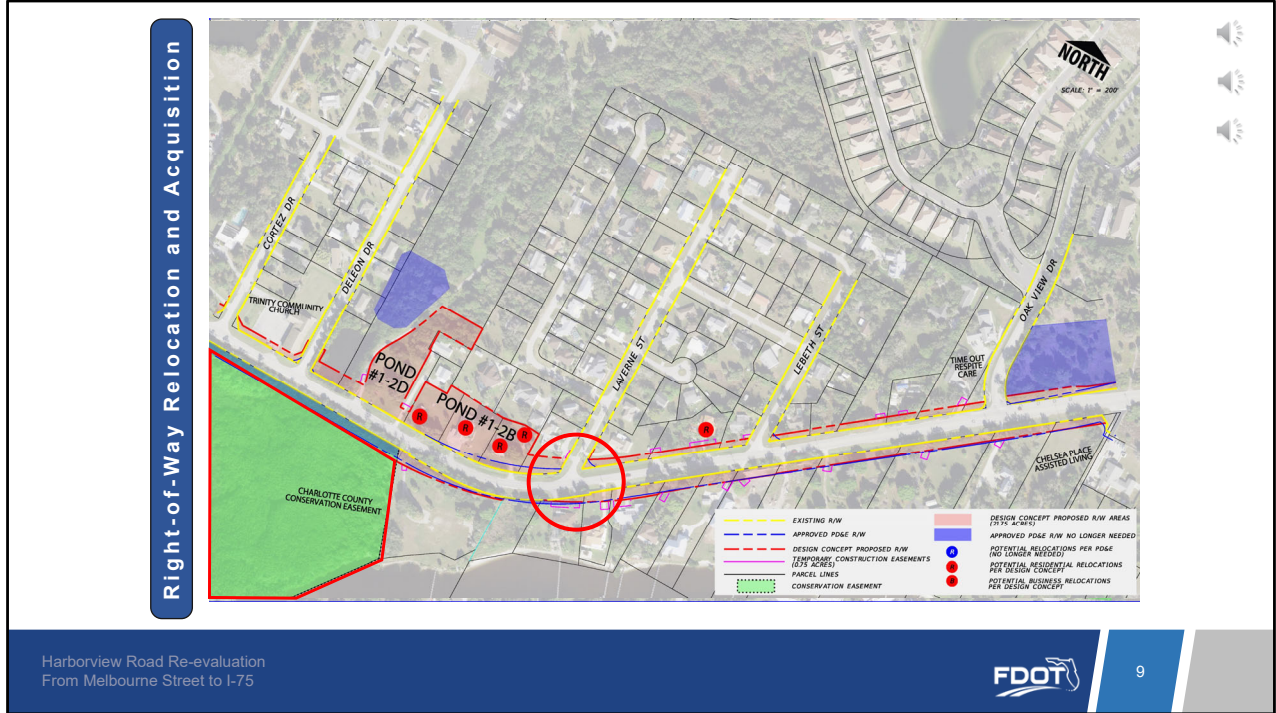 Right-of-Way Relocation and Acquisition
NORTH
SCALE: 1" = 200'
CORTEZ DR
DELEON DR
TRINITY COMMUNITY
CHURCH
POND
#1-2D
POND #1-2B
R
R
R
R
R
LAVERNE ST
LEBETH ST
OAK VIEW DR
TIME OUT
RESPITE
CARE
CHELSEA PLACE
ASSISTED LIVING
CHARLOTTE COUNTY
CONSERVATION EASEMENT
EXISTING R/W
APPROVED PD&E R/W
DESIGN CONCEPT PROPOSED R/W
TEMPORARY CONSTRUCTION EASEMENTS
(0.75 ACRES)
PARCEL LINES
CONSERVATION EASEMENT
DESIGN CONCEPT PROPOSED R/W AREAS
(21.75 ACRES)
APPROVED PD&E R/W NO LONGER NEEDED
R
POTENTIAL RELOCATIONS PER PD&E
(NO LONGER NEEDED)
R
POTENTIAL RESIDENTIAL RELOCATIONS
PER DESIGN CONCEPT
B
POTENTIAL BUSINESS RELOCATIONS
PER DESIGN CONCEPT
Harborview Road Re-evaluation
From Melbourne Street to I-75
FDOT
9